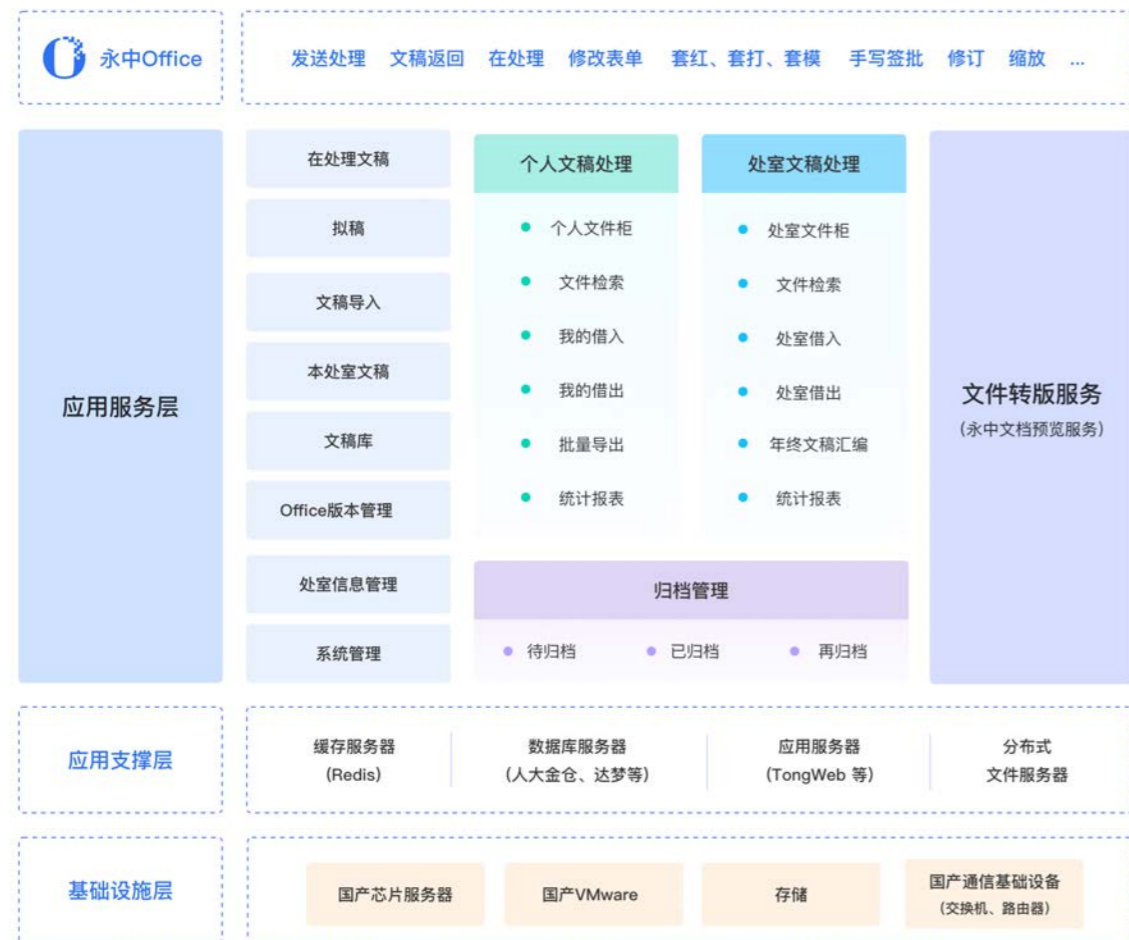 永中Office
发送处理 文稿返回 在处理 修改表单 套红、套打、套模 手写签批 修订 缩放 ...
应用服务层
在处理文稿
拟稿
文稿导入
本处室文稿
文稿库
Office版本管理
处室信息管理
系统管理
个人文稿处理
个人文件柜
文件检索
我的借入
我的借出
批量导出
统计报表
处室文稿处理
处室文件柜
文件检索
处室借入
处室借出
年终文稿汇编
统计报表
归档管理
待归档
已归档
再归档
文件转版服务
(永中文档预览服务)
应用支撑层
缓存服务器
(Redis)
数据库服务器
(人大金仓、达梦等)
应用服务器
(TongWeb 等)
分布式
文件服务器
基础设施层
国产芯片服务器
国产VMware
存储
国产通信基础设备
(交换机、路由器)